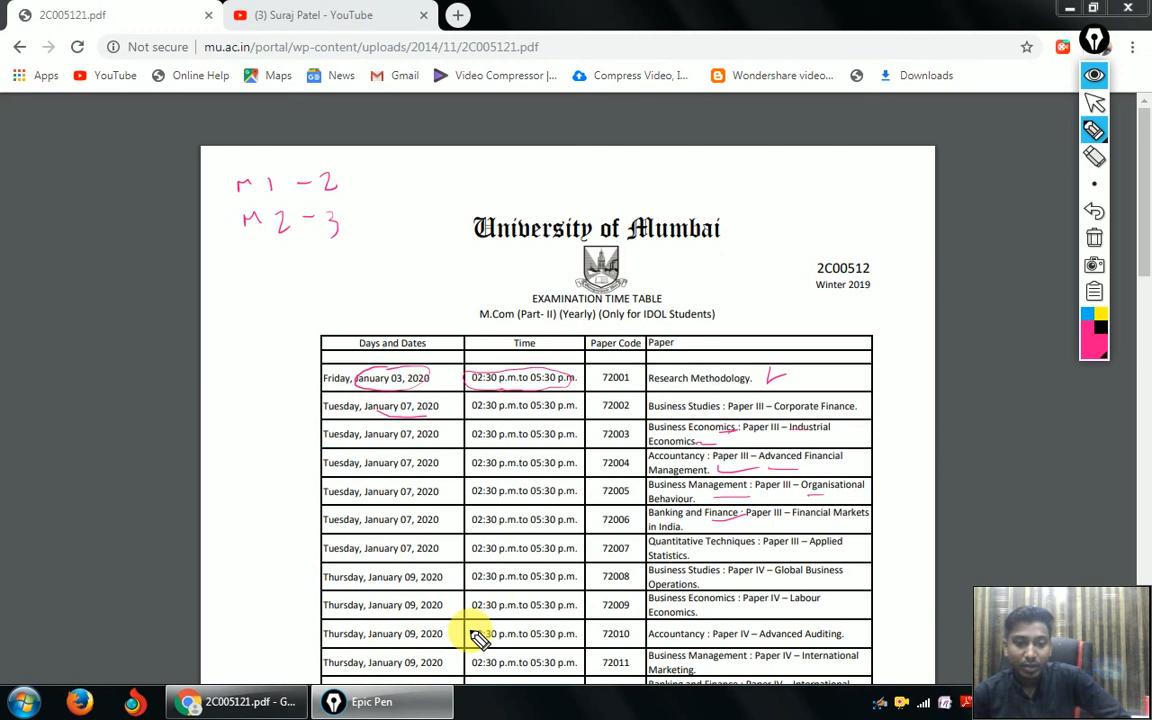 2C005121.pdf
(3) Suraj Patel - YouTube
Not secure
mu.ac.in/portal/wp-content/uploads/2014/11/2C005121.pdf
Apps YouTube Online Help Maps News Gmail Video Compressor |... Compress Video, I... Wondershare video... Downloads
M 1 - 2
M 2 - 3
University of Mumbai
2C00512
Winter 2019
EXAMINATION TIME TABLE
M.Com (Part- II) (Yearly) (Only for IDOL Students)
Days and Dates Time Paper Code Paper
Friday, January 03, 2020 02:30 p.m.to 05:30 p.m. 72001 Research Methodology.
Tuesday, January 07, 2020 02:30 p.m.to 05:30 p.m. 72002 Business Studies : Paper III – Corporate Finance.
Tuesday, January 07, 2020 02:30 p.m.to 05:30 p.m. 72003 Business Economics : Paper III – Industrial
Economics.
Tuesday, January 07, 2020 02:30 p.m.to 05:30 p.m. 72004 Accountancy : Paper III – Advanced Financial
Management.
Tuesday, January 07, 2020 02:30 p.m.to 05:30 p.m. 72005 Business Management : Paper III – Organisational
Behaviour.
Tuesday, January 07, 2020 02:30 p.m.to 05:30 p.m. 72006 Banking and Finance : Paper III – Financial Markets
in India.
Tuesday, January 07, 2020 02:30 p.m.to 05:30 p.m. 72007 Quantitative Techniques : Paper III – Applied
Statistics.
Thursday, January 09, 2020 02:30 p.m.to 05:30 p.m. 72008 Business Studies : Paper IV – Global Business
Operations.
Thursday, January 09, 2020 02:30 p.m.to 05:30 p.m. 72009 Business Economics : Paper IV – Labour
Economics.
Thursday, January 09, 2020 :30 p.m.to 05:30 p.m. 72010 Accountancy : Paper IV – Advanced Auditing.
Thursday, January 09, 2020 02:30 p.m.to 05:30 p.m. 72011 Business Management : Paper IV – International
Marketing.
Banking and Finance : Paper IV – International
2C005121.pdf - G...
Epic Pen